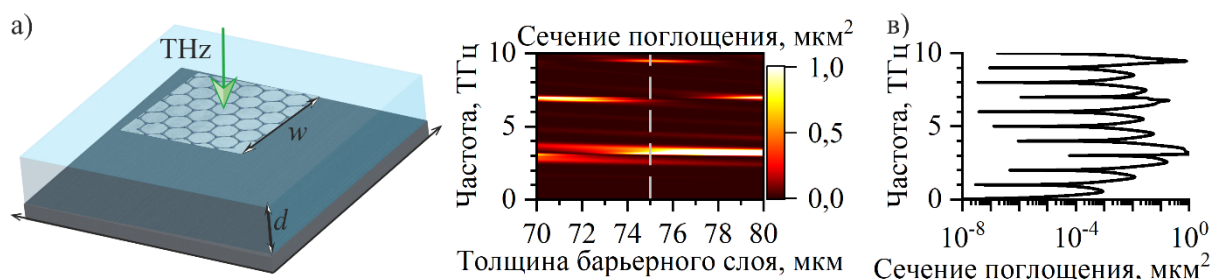 а)
THz
w
d
Сечение поглощения, мкм²
Частота, ТГц
10
5
0
1,0
0,5
0,0
70 72 74 76 78 80
Толщина барьерного слоя, мкм
в)
Частота, ТГц
10
5
0
10⁻⁸ 10⁻⁴ 10⁰
Сечение поглощения, мкм²